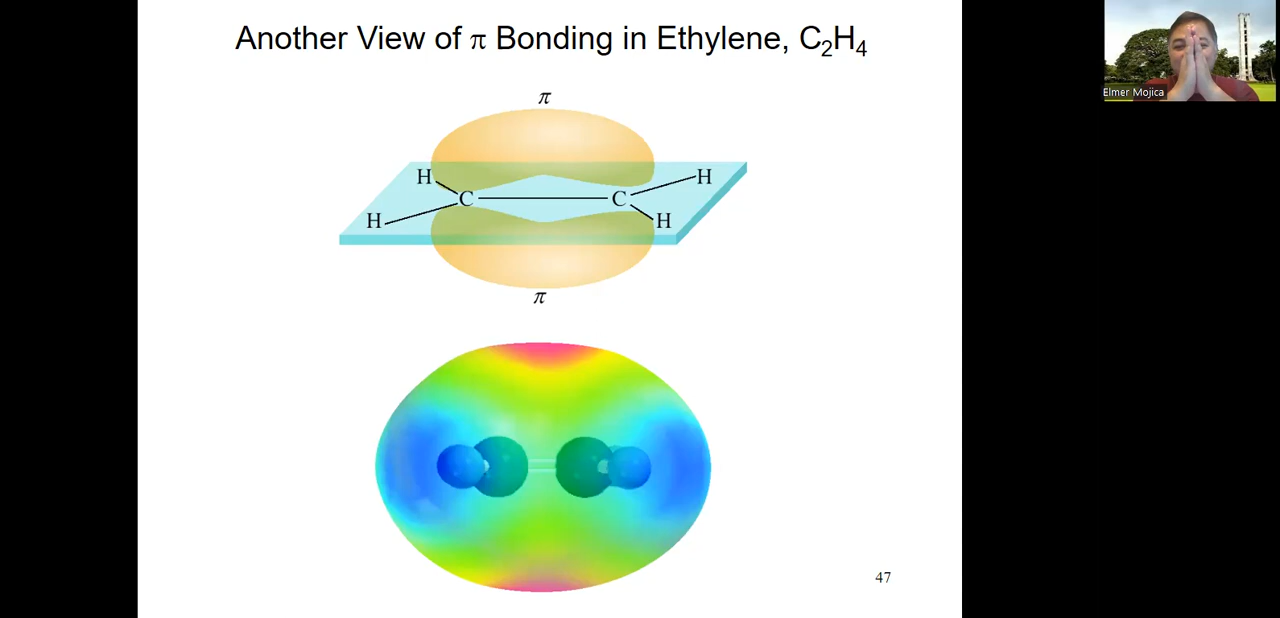 Another View of π Bonding in Ethylene, C₂H₄
Elmer Mojica
π
H
H
C
C
H
H
π
47